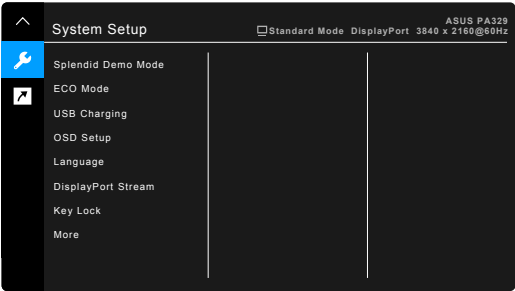 ASUS PA329
System Setup
Standard Mode DisplayPort 3840 x 2160@60Hz
Splendid Demo Mode
ECO Mode
USB Charging
OSD Setup
Language
DisplayPort Stream
Key Lock
More